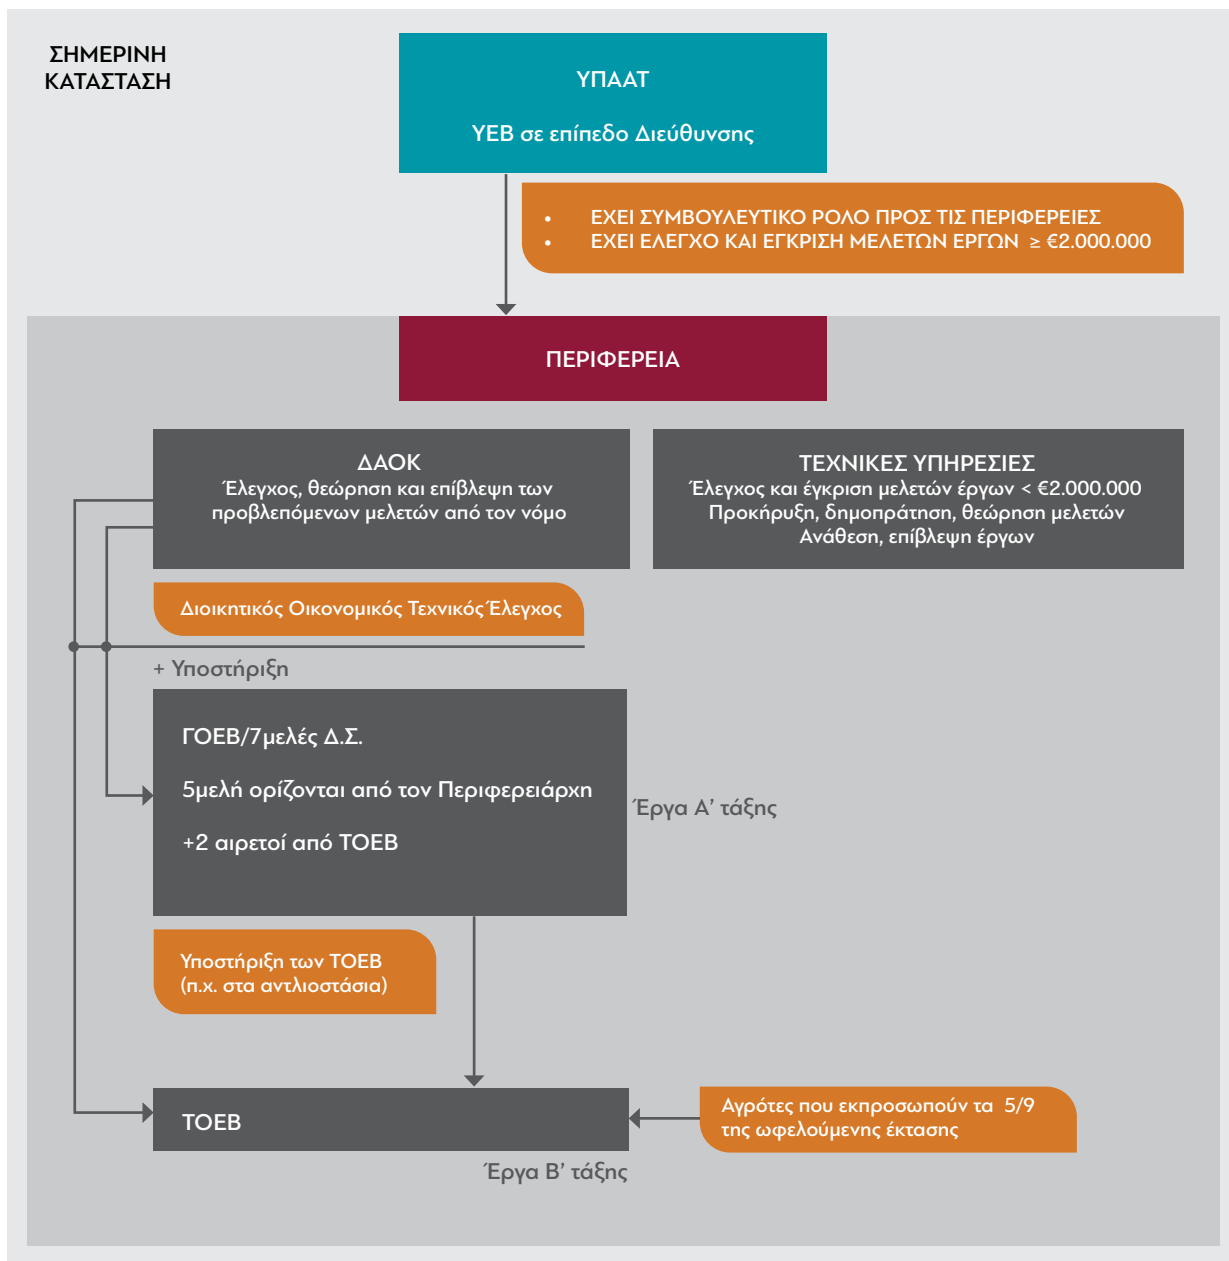 ΣΗΜΕΡΙΝΗ
ΚΑΤΑΣΤΑΣΗ
ΥΠΑΑΤ
ΥΕΒ σε επίπεδο Διεύθυνσης
• ΕΧΕΙ ΣΥΜΒΟΥΛΕΥΤΙΚΟ ΡΟΛΟ ΠΡΟΣ ΤΙΣ ΠΕΡΙΦΕΡΕΙΕΣ
• ΕΧΕΙ ΕΛΕΓΧΟ ΚΑΙ ΕΓΚΡΙΣΗ ΜΕΛΕΤΩΝ ΕΡΓΩΝ ≥ €2.000.000
ΠΕΡΙΦΕΡΕΙΑ
ΔΑΟΚ
Έλεγχος, θεώρηση και επίβλεψη των
προβλεπόμενων μελετών από τον νόμο
ΤΕΧΝΙΚΕΣ ΥΠΗΡΕΣΙΕΣ
Έλεγχος και έγκριση μελετών έργων < €2.000.000
Προκήρυξη, δημοπράτηση, θεώρηση μελετών
Ανάθεση, επίβλεψη έργων
Διοικητικός Οικονομικός Τεχνικός Έλεγχος
+ Υποστήριξη
ΓΟΕΒ/7μελές Δ.Σ.
5μελή ορίζονται από τον Περιφερειάρχη
+2 αιρετοί από ΤΟΕΒ
Έργα Α’ τάξης
Υποστήριξη των ΤΟΕΒ
(π.χ. στα αντλιοστάσια)
ΤΟΕΒ
Αγρότες που εκπροσωπούν τα 5/9
της ωφελούμενης έκτασης
Έργα Β’ τάξης